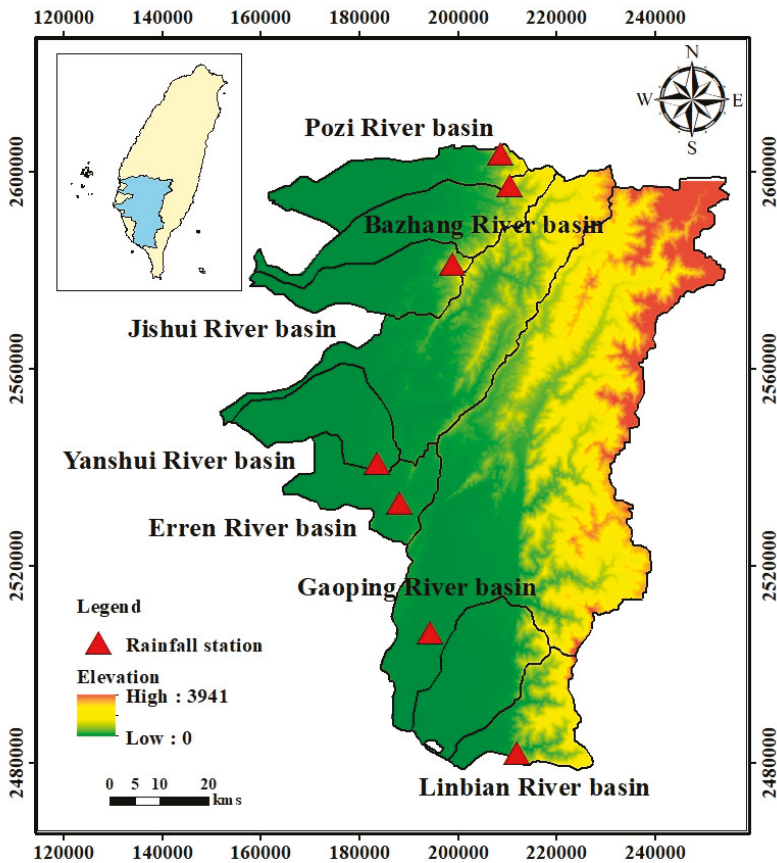 120000 140000 160000 180000 200000 220000 240000
N
W E
S
Pozi River basin
2600000 2600000
Bazhang River basin
Jishui River basin
2560000 2560000
Yanshui River basin
Erren River basin
2520000 2520000
Gaoping River basin
Legend
Rainfall station
Elevation
High : 3941
Low : 0
2480000 2480000
0 5 10 20
kms
Linbian River basin
120000 140000 160000 180000 200000 220000 240000